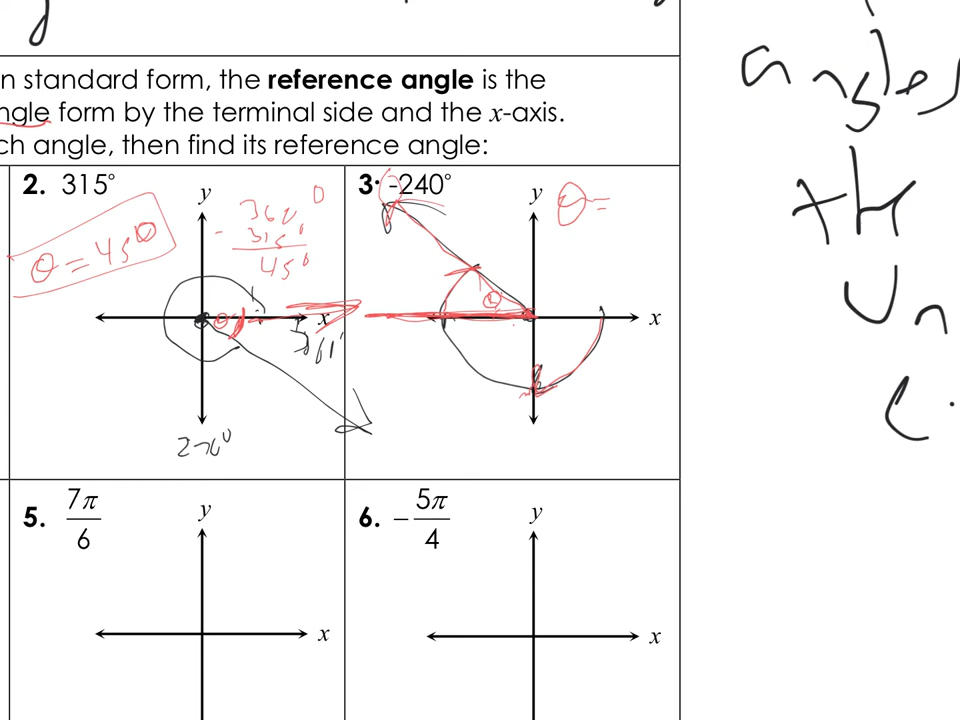 n standard form, the reference angle is the
ngle form by the terminal side and the x-axis.
ch angle, then find its reference angle:
2. 315°
y
x
θ = 45°
360°
- 315°
45°
270°
3. -240°
y
x
θ =
5. 7π/6
y
x
6. -5π/4
y
x
angles